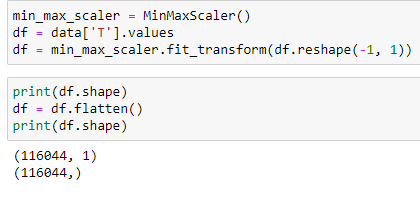 min_max_scaler = MinMaxScaler()
df = data['T'].values
df = min_max_scaler.fit_transform(df.reshape(-1, 1))
print(df.shape)
df = df.flatten()
print(df.shape)
(116044, 1)
(116044,)